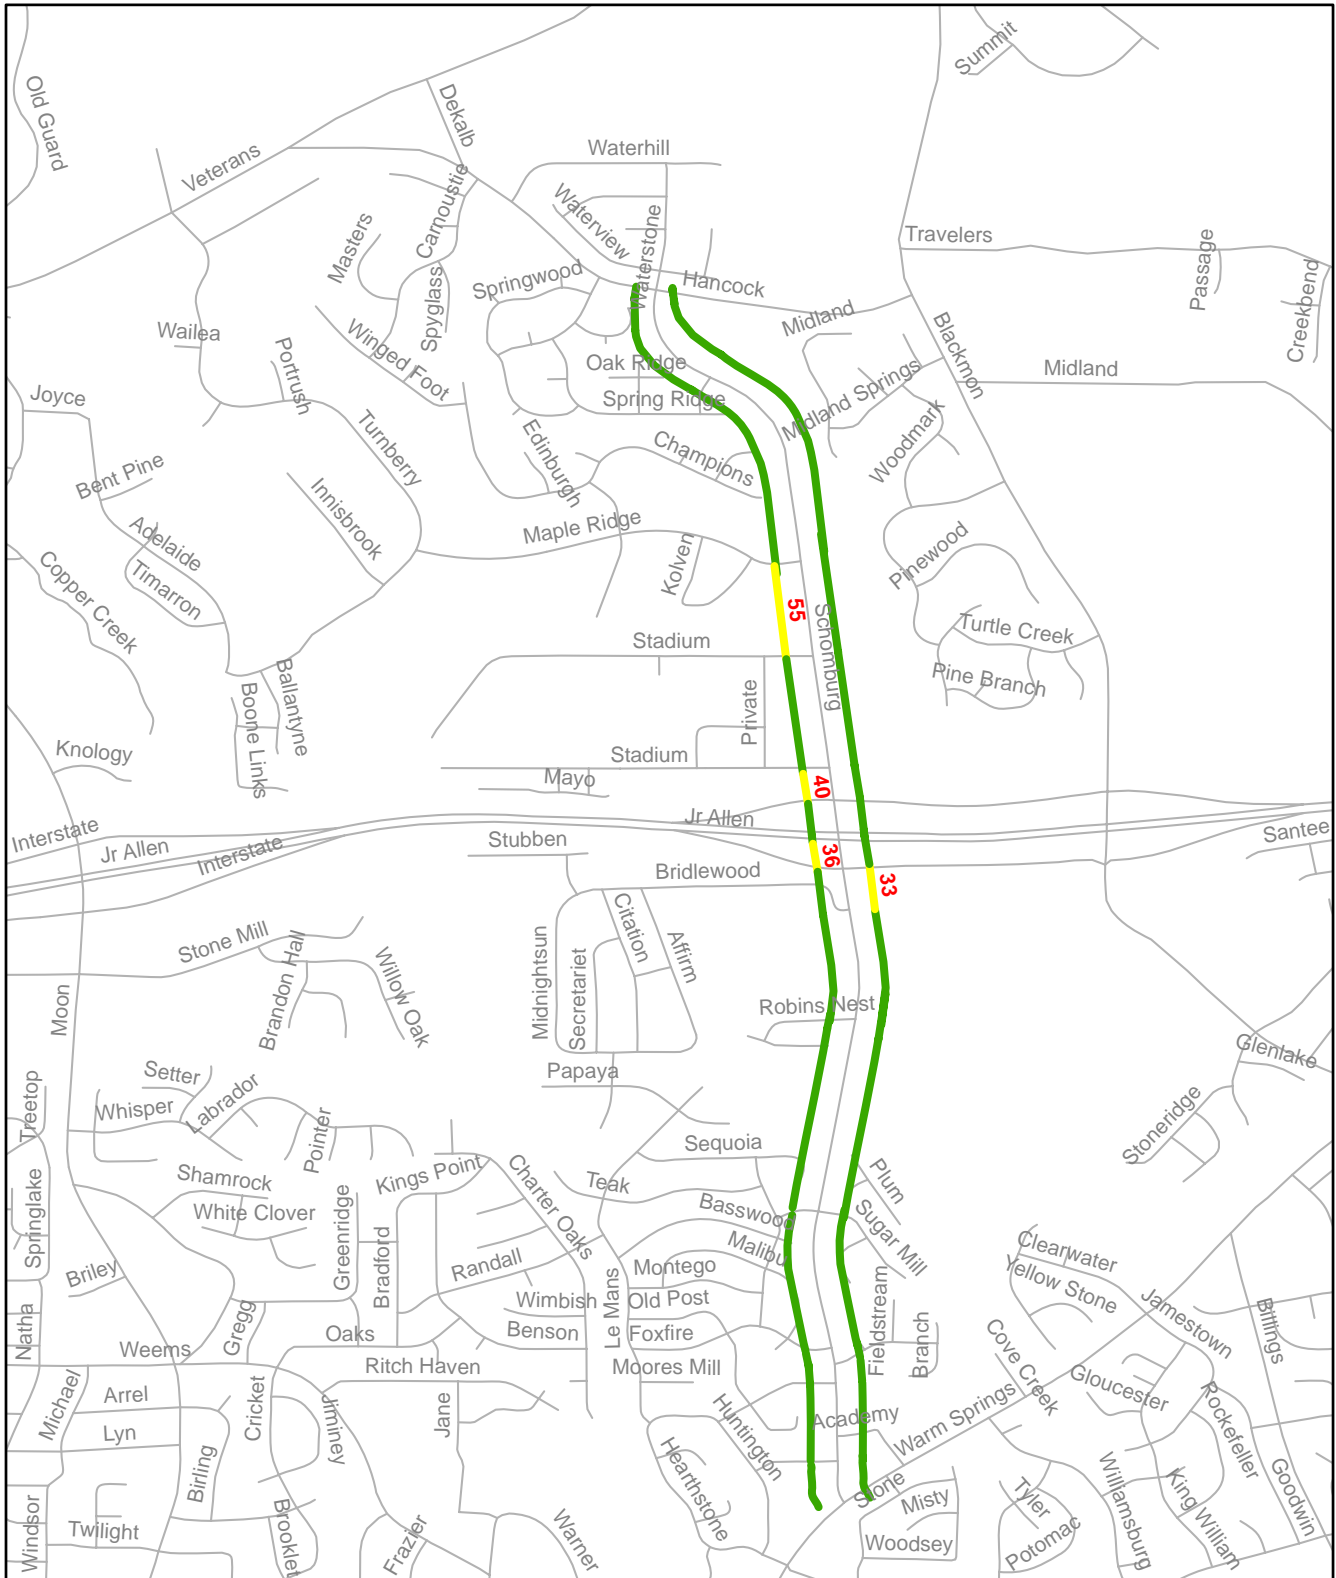 Summit
Old Guard
Dekalb
Waterhill
Veterans
Carnoustie
Waterview
Masters
Waterstone
Travelers
Passage
Springwood
Hancock
Creekbend
Spyglass
Midland
Wailea
Winged Foot
Blackmon
Portrush
Oak Ridge
Midland
Joyce
Spring Ridge
Midland Springs
Turnberry
Edinburgh
Champions
Woodmark
Bent Pine
Innisbrook
Maple Ridge
Adelaide
Kolven
Pinewood
Copper Creek
Timarron
55
Schomburg
Stadium
Turtle Creek
Ballantyne
Boone Links
Private
Pine Branch
Knology
Stadium
Mayo
40
Interstate
Jr Allen
Jr Allen
Interstate
Stubben
36
Santee
Bridlewood
33
Citation
Stone Mill
Brandon Hall
Willow Oak
Midnightsun
Secretariet
Affirm
Moon
Robins Nest
Glenlake
Setter
Papaya
Treetop
Whisper
Labrador
Pointer
Stoneridge
Sequoia
Kings Point
Charter Oaks
Shamrock
Teak
Plum
Springlake
White Clover
Greenridge
Bradford
Basswood
Sugar Mill
Malibu
Clearwater
Briley
Randall
Montego
Yellow Stone
Natha
Gregg
Wimbish
Le Mans
Old Post
Fieldstream
Jamestown
Billings
Oaks
Benson
Foxfire
Branch
Weems
Ritch Haven
Moores Mill
Cove Creek
Michael
Arrel
Cricket
Jiminey
Jane
Huntington
Academy
Warm Springs
Gloucester
Rockefeller
Lyn
Birling
Hearthstone
Stone
Misty
Tyler
Williamsburg
King William
Goodwin
Windsor
Twilight
Brooklet
Frazier
Warner
Woodsey
Potomac